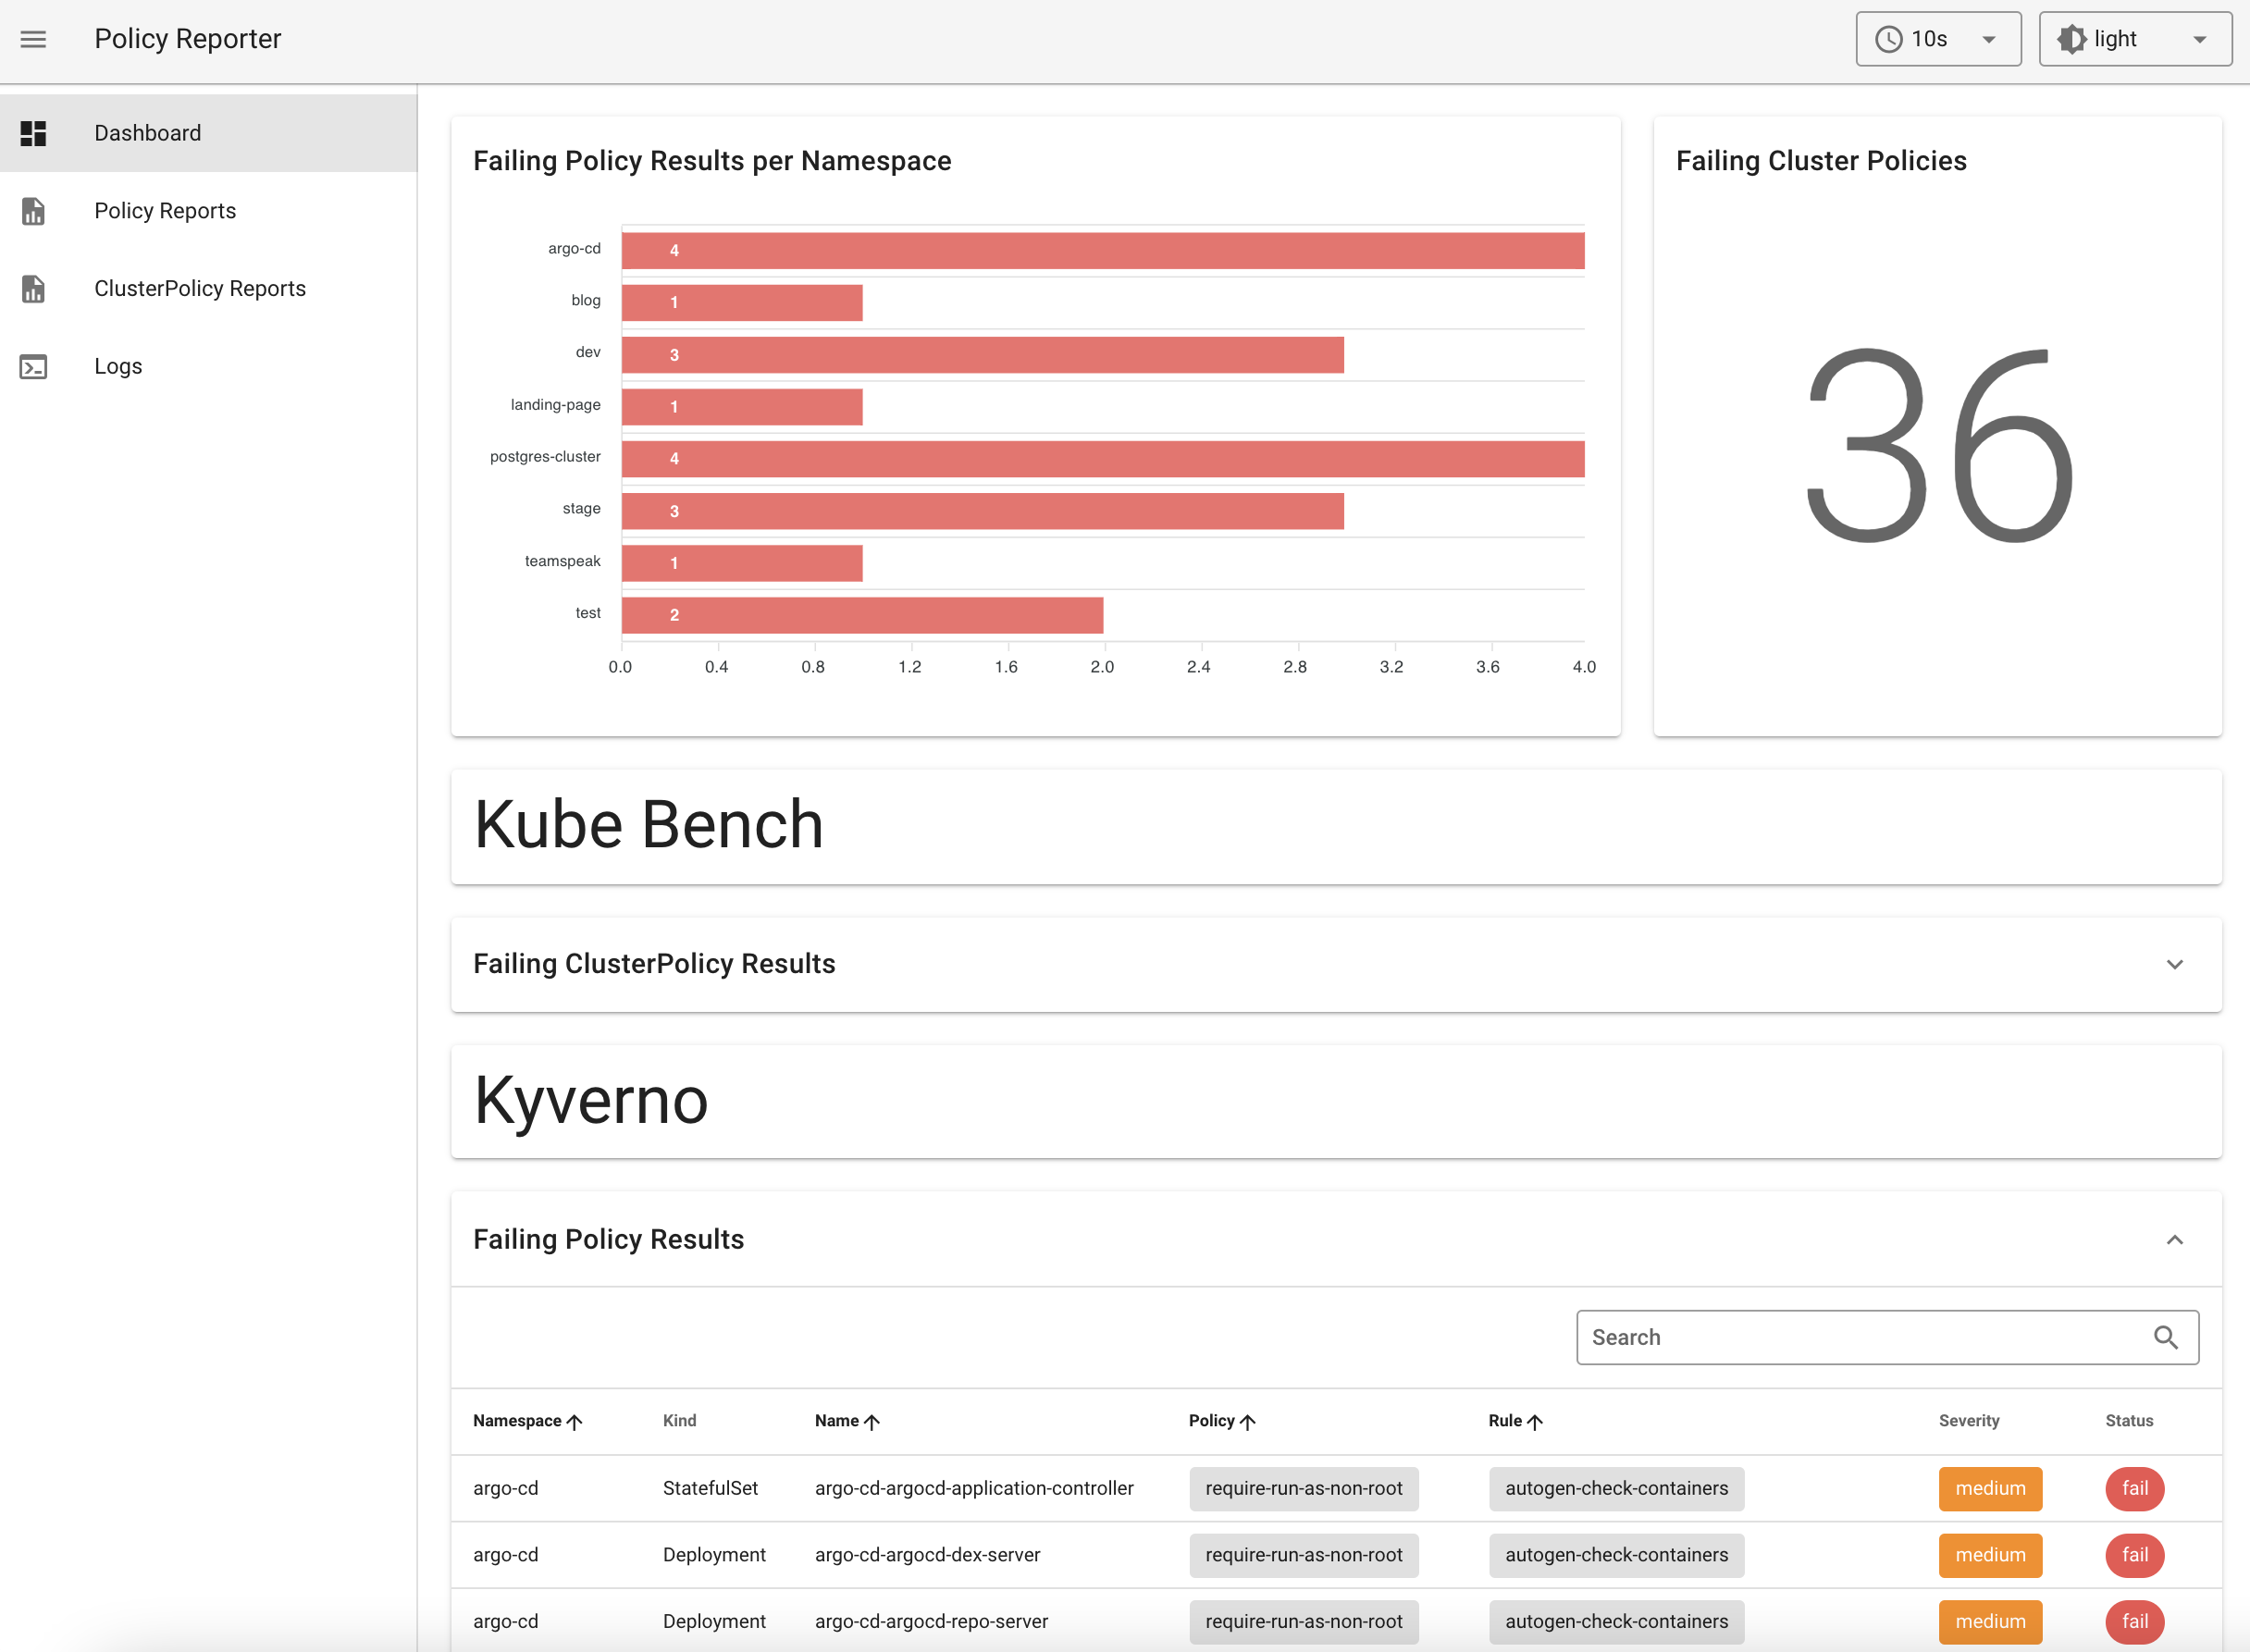 Policy Reporter
10s
light
Dashboard
Policy Reports
ClusterPolicy Reports
Logs
Failing Policy Results per Namespace
argo-cd 4
blog 1
dev 3
landing-page 1
postgres-cluster 4
stage 3
teamspeak 1
test 2
0.0 0.4 0.8 1.2 1.6 2.0 2.4 2.8 3.2 3.6 4.0
Failing Cluster Policies
36
Kube Bench
Failing ClusterPolicy Results
Kyverno
Failing Policy Results
Search
Namespace Kind Name Policy Rule Severity Status
argo-cd StatefulSet argo-cd-argocd-application-controller require-run-as-non-root autogen-check-containers medium fail
argo-cd Deployment argo-cd-argocd-dex-server require-run-as-non-root autogen-check-containers medium fail
argo-cd Deployment argo-cd-argocd-repo-server require-run-as-non-root autogen-check-containers medium fail